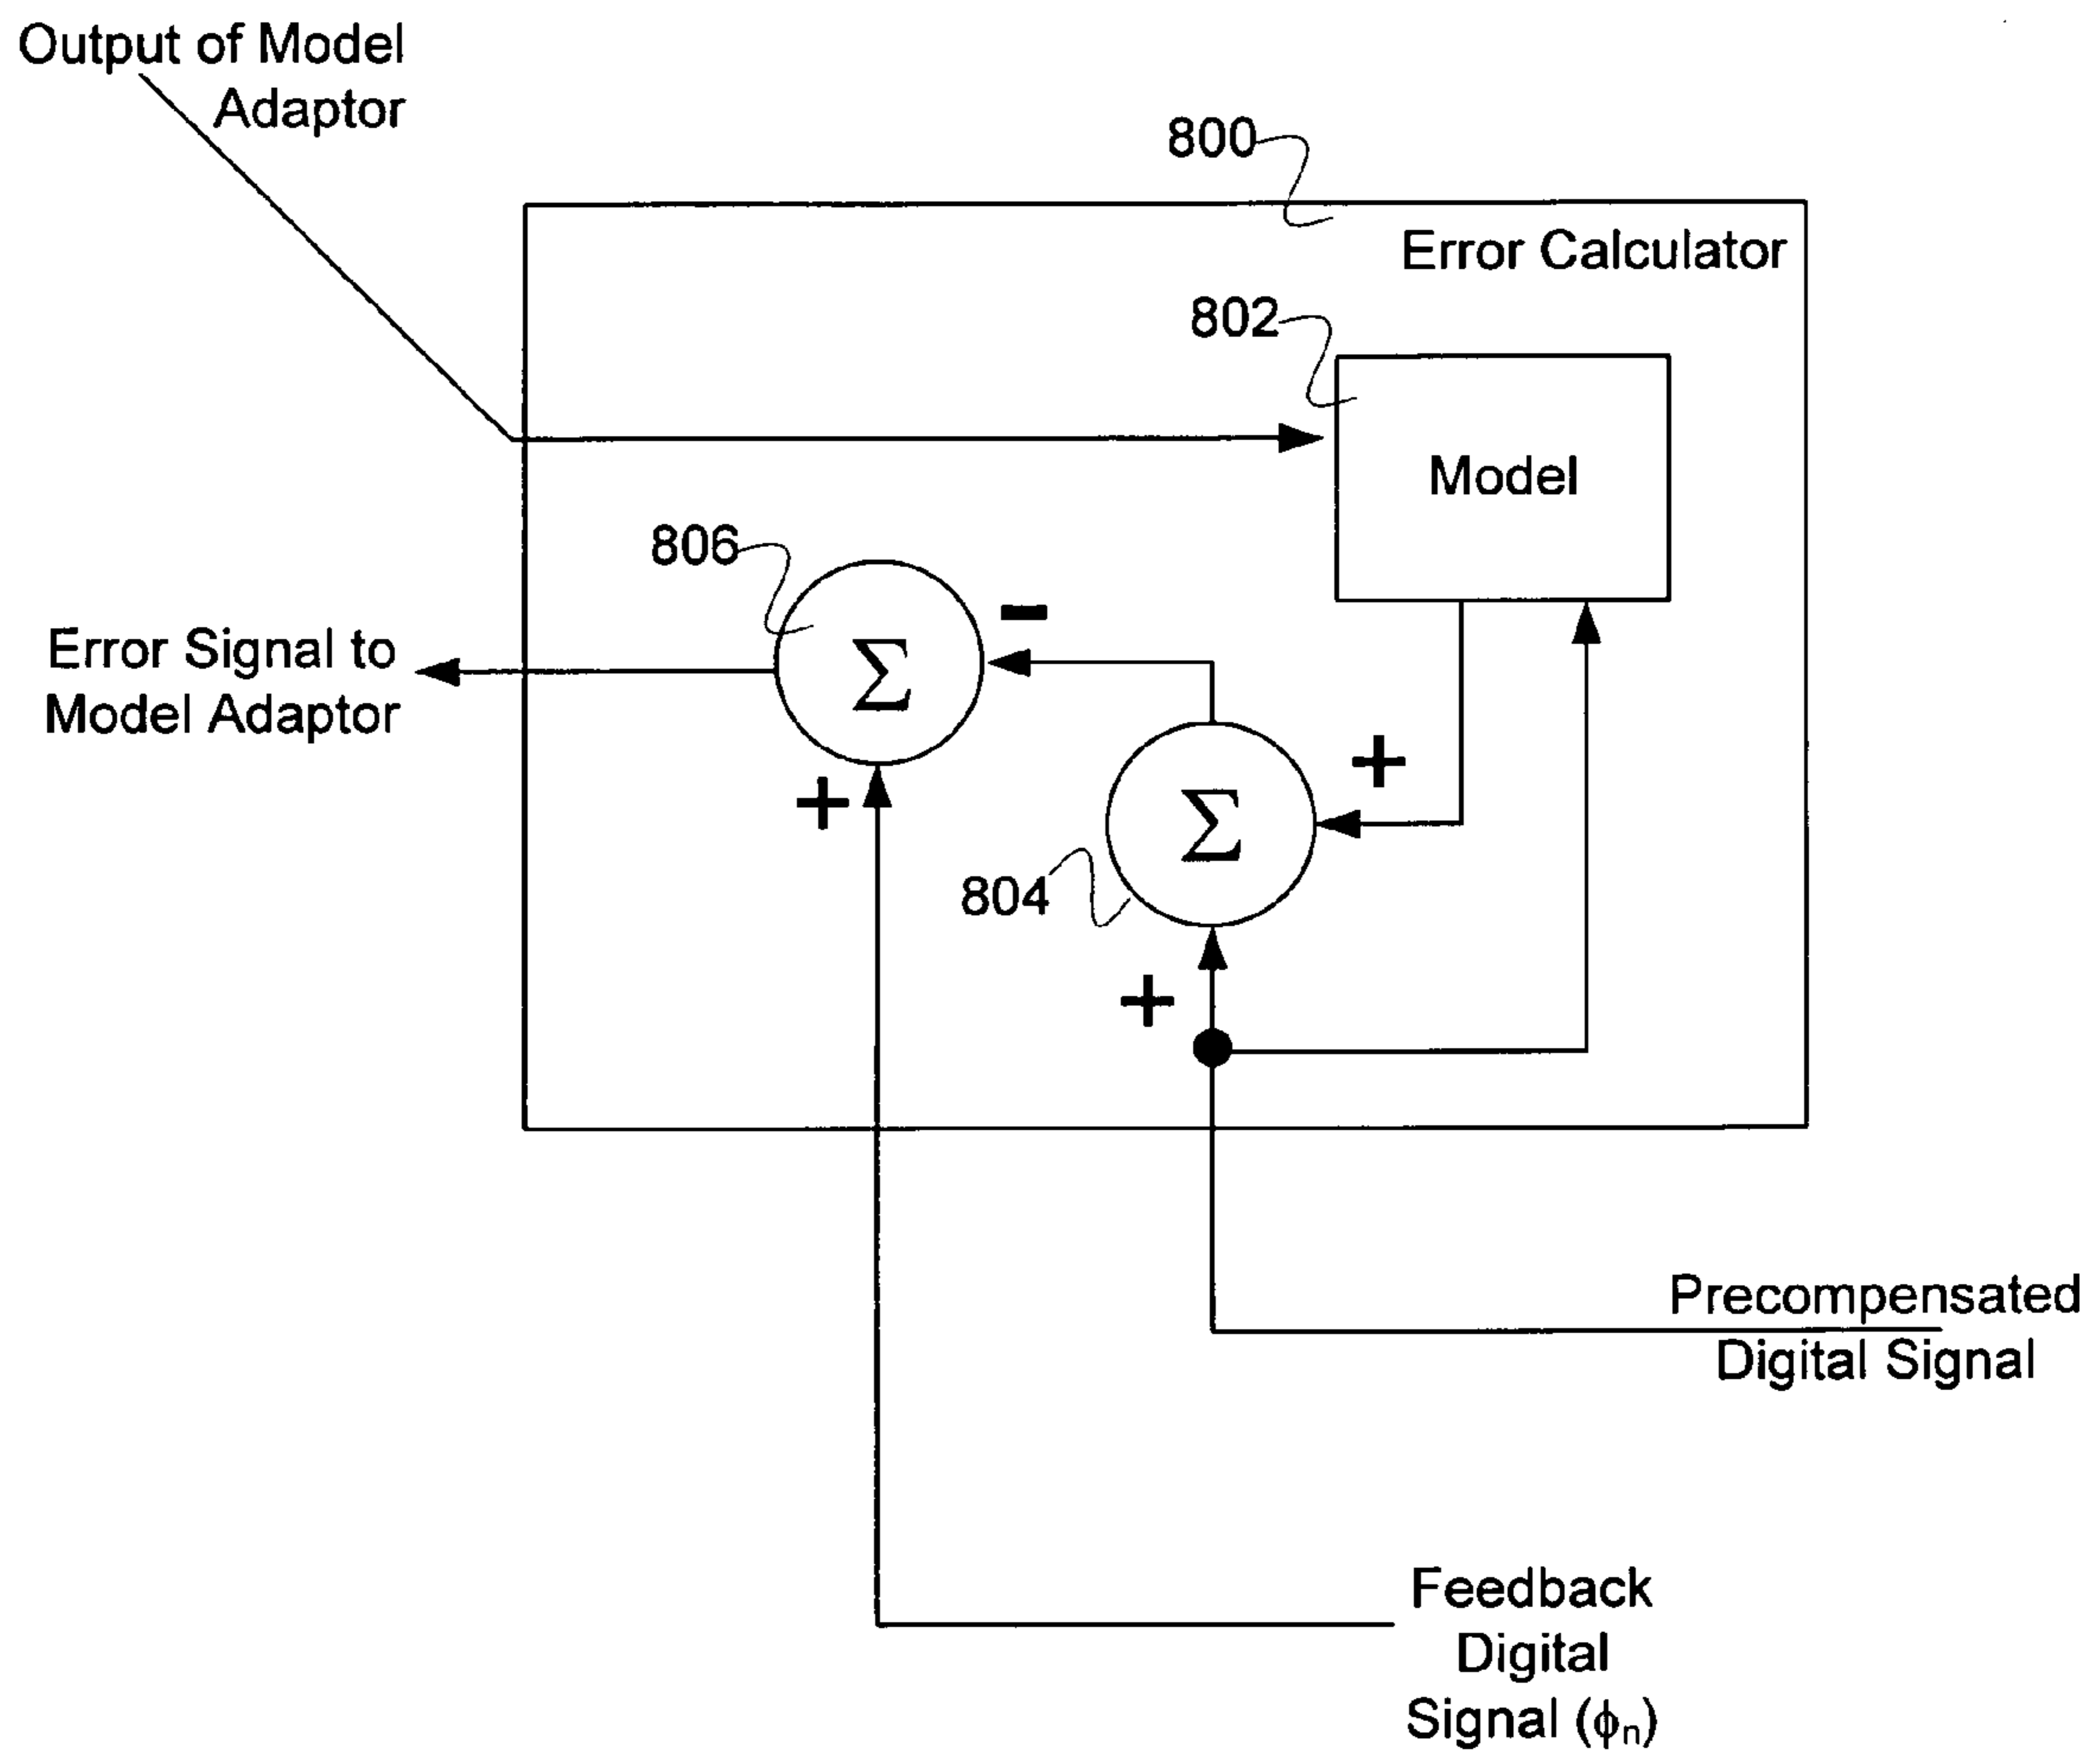 Output of Model
Adaptor
800
Error Calculator
802
Model
806
Σ
−
Error Signal to
Model Adaptor
+
+
Σ
804
+
Precompensated
Digital Signal
Feedback
Digital
Signal (ϕn)